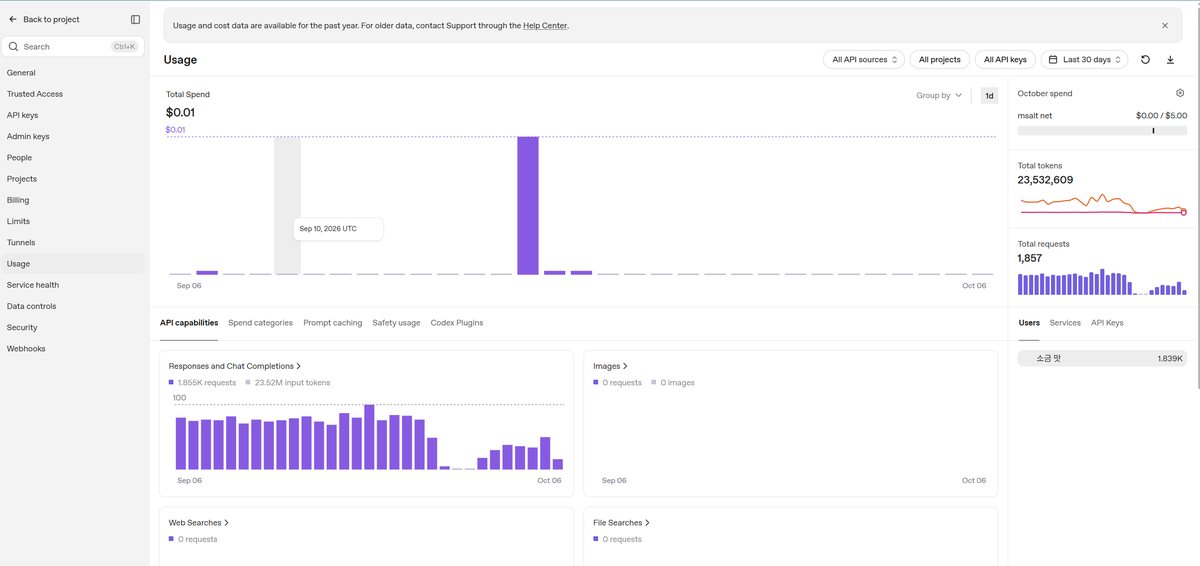 Back to project
Search
Ctrl+K
General
Trusted Access
API keys
Admin keys
People
Projects
Billing
Limits
Tunnels
Usage
Service health
Data controls
Security
Webhooks
Usage and cost data are available for the past year. For older data, contact Support through the Help Center.
Usage
All API sources
All projects
All API keys
Last 30 days
Total Spend
$0.01
$0.01
Group by
1d
Sep 10, 2026 UTC
Sep 06
Oct 06
October spend
msalt net
$0.00 / $5.00
Total tokens
23,532,609
Total requests
1,857
API capabilities
Spend categories
Prompt caching
Safety usage
Codex Plugins
Users
Services
API Keys
소금 맛
1.839K
Responses and Chat Completions
1.855K requests
23.52M input tokens
100
Sep 06
Oct 06
Images
0 requests
0 images
Sep 06
Oct 06
Web Searches
0 requests
File Searches
0 requests